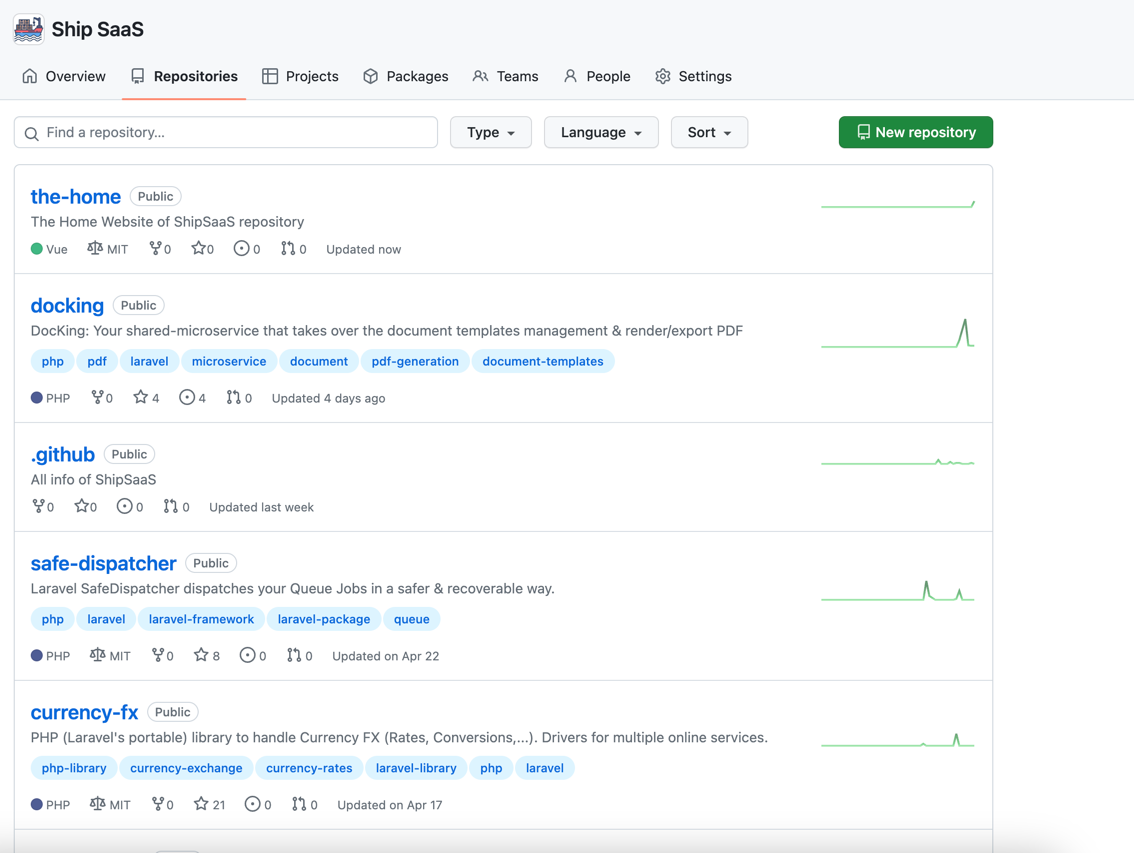 Ship SaaS
Overview Repositories Projects Packages Teams People Settings
Find a repository... Type Language Sort New repository
the-home Public
The Home Website of ShipSaaS repository
Vue MIT 0 0 0 0 Updated now
docking Public
DocKing: Your shared-microservice that takes over the document templates management & render/export PDF
php pdf laravel microservice document pdf-generation document-templates
PHP 0 4 4 0 Updated 4 days ago
.github Public
All info of ShipSaaS
0 0 0 0 Updated last week
safe-dispatcher Public
Laravel SafeDispatcher dispatches your Queue Jobs in a safer & recoverable way.
php laravel laravel-framework laravel-package queue
PHP MIT 0 8 0 0 Updated on Apr 22
currency-fx Public
PHP (Laravel's portable) library to handle Currency FX (Rates, Conversions,...). Drivers for multiple online services.
php-library currency-exchange currency-rates laravel-library php laravel
PHP MIT 0 21 0 0 Updated on Apr 17